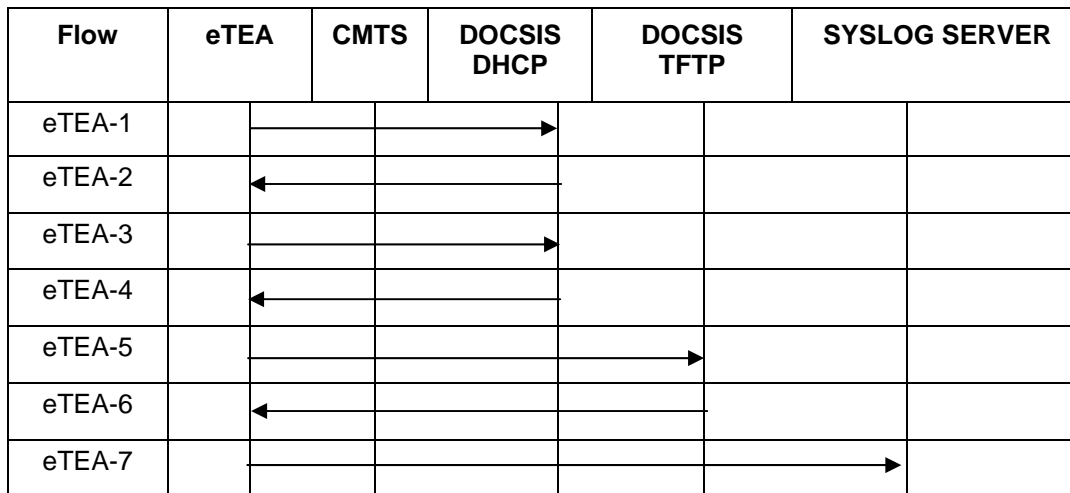 Flow eTEA CMTS DOCSIS DHCP DOCSIS TFTP SYSLOG SERVER
eTEA-1
eTEA-2
eTEA-3
eTEA-4
eTEA-5
eTEA-6
eTEA-7